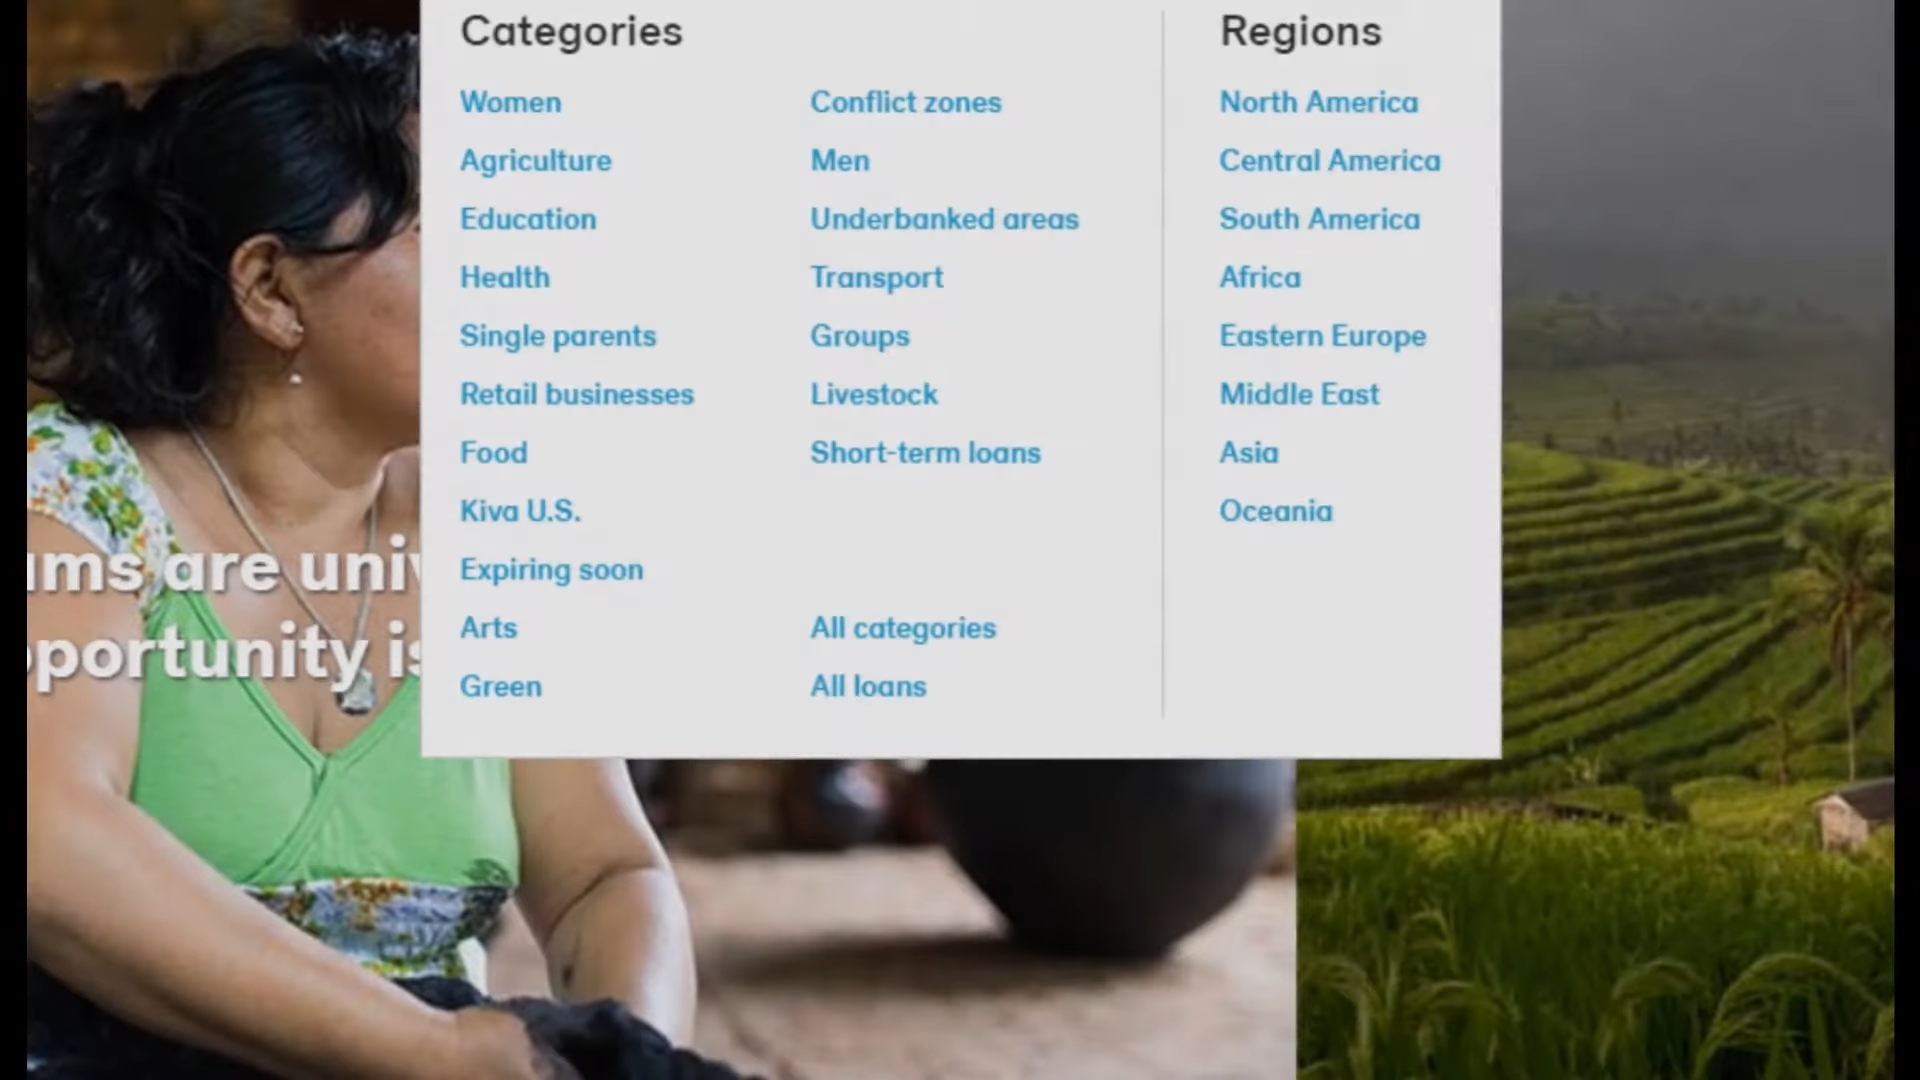 Categories
Women
Agriculture
Education
Health
Single parents
Retail businesses
Food
Kiva U.S.
Expiring soon
Arts
Green
Conflict zones
Men
Underbanked areas
Transport
Groups
Livestock
Short-term loans
All categories
All loans
Regions
North America
Central America
South America
Africa
Eastern Europe
Middle East
Asia
Oceania
are
portunity